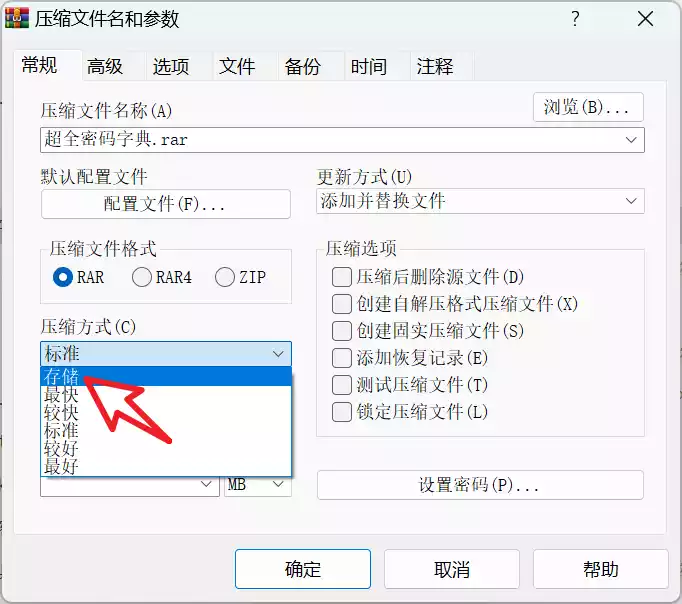 压缩文件名和参数
?
常规 高级 选项 文件 备份 时间 注释
压缩文件名称(A)
浏览(B)...
超全密码字典.rar
默认配置文件
配置文件(F)...
更新方式(U)
添加并替换文件
压缩文件格式
RAR RAR4 ZIP
压缩方式(C)
标准
存储
最快
较快
标准
较好
最好
MB
压缩选项
压缩后删除源文件(D)
创建自解压格式压缩文件(X)
创建固实压缩文件(S)
添加恢复记录(E)
测试压缩文件(T)
锁定压缩文件(L)
设置密码(P)...
确定 取消 帮助